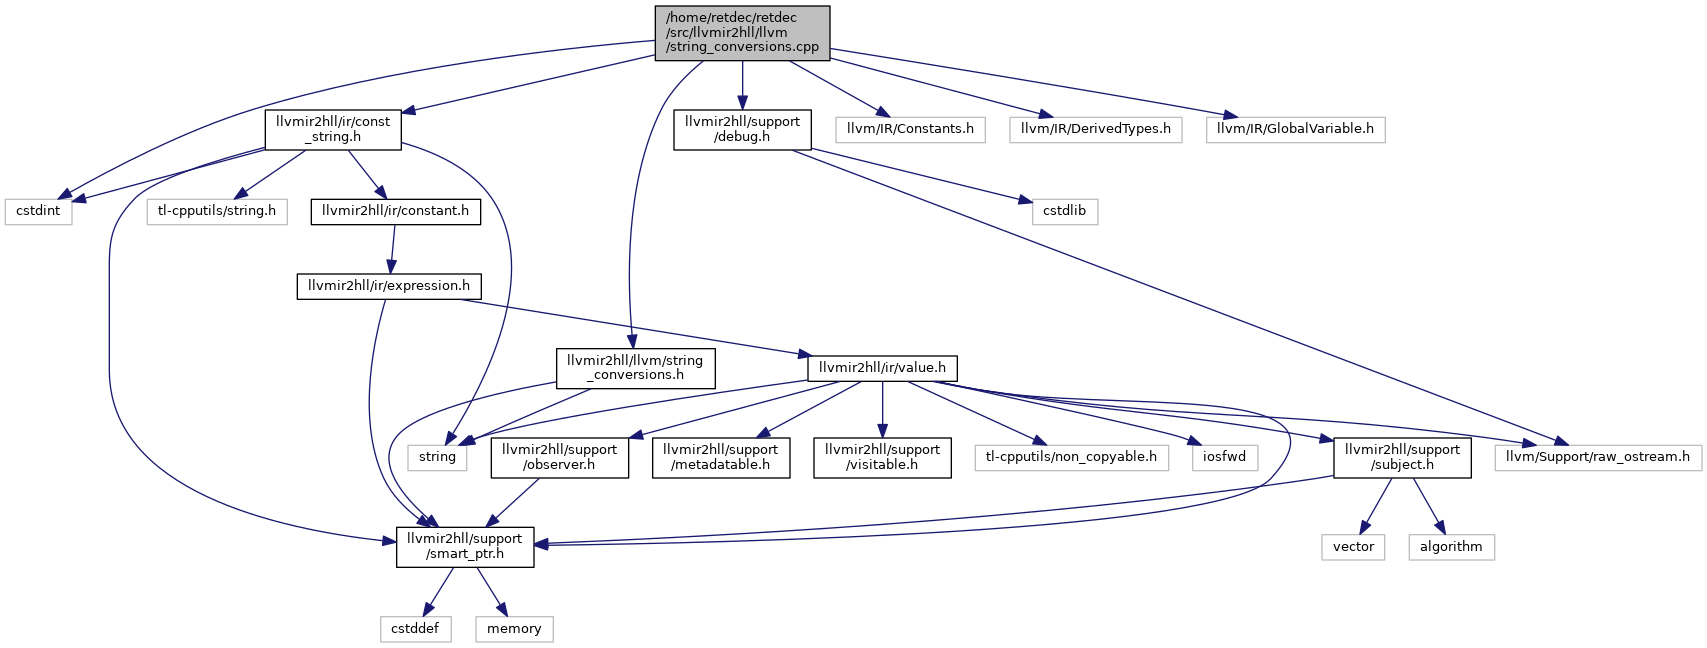 /home/retdec/retdec
/src/llvmir2hll/llvm
/string_conversions.cpp
llvmir2hll/ir/const
_string.h
llvmir2hll/support
/debug.h
llvm/IR/Constants.h
llvm/IR/DerivedTypes.h
llvm/IR/GlobalVariable.h
cstdint
tl-cpputils/string.h
llvmir2hll/ir/constant.h
cstdlib
llvmir2hll/ir/expression.h
llvmir2hll/llvm/string
_conversions.h
llvmir2hll/ir/value.h
string
llvmir2hll/support
/observer.h
llvmir2hll/support
/metadatable.h
llvmir2hll/support
/visitable.h
tl-cpputils/non_copyable.h
iosfwd
llvmir2hll/support
/subject.h
llvm/Support/raw_ostream.h
llvmir2hll/support
/smart_ptr.h
vector
algorithm
cstddef
memory